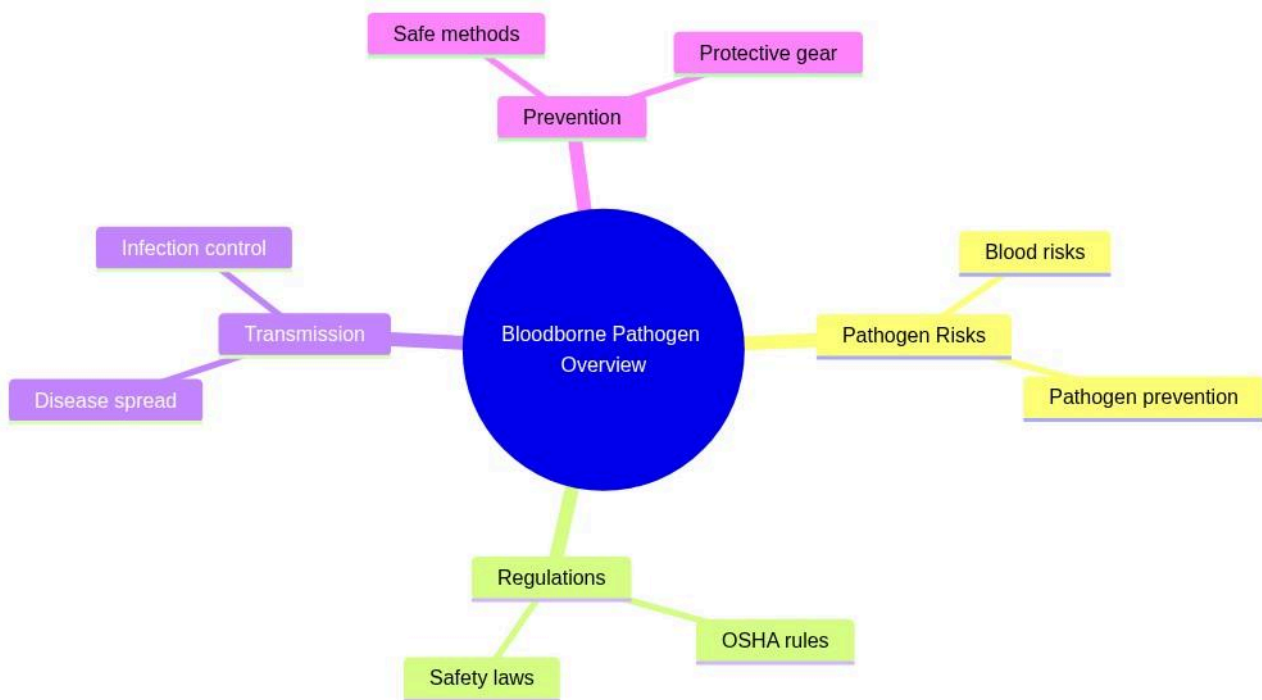 Safe methods
Protective gear
Prevention
Infection control
Transmission
Disease spread
Bloodborne Pathogen
Overview
Blood risks
Pathogen Risks
Pathogen prevention
Regulations
OSHA rules
Safety laws